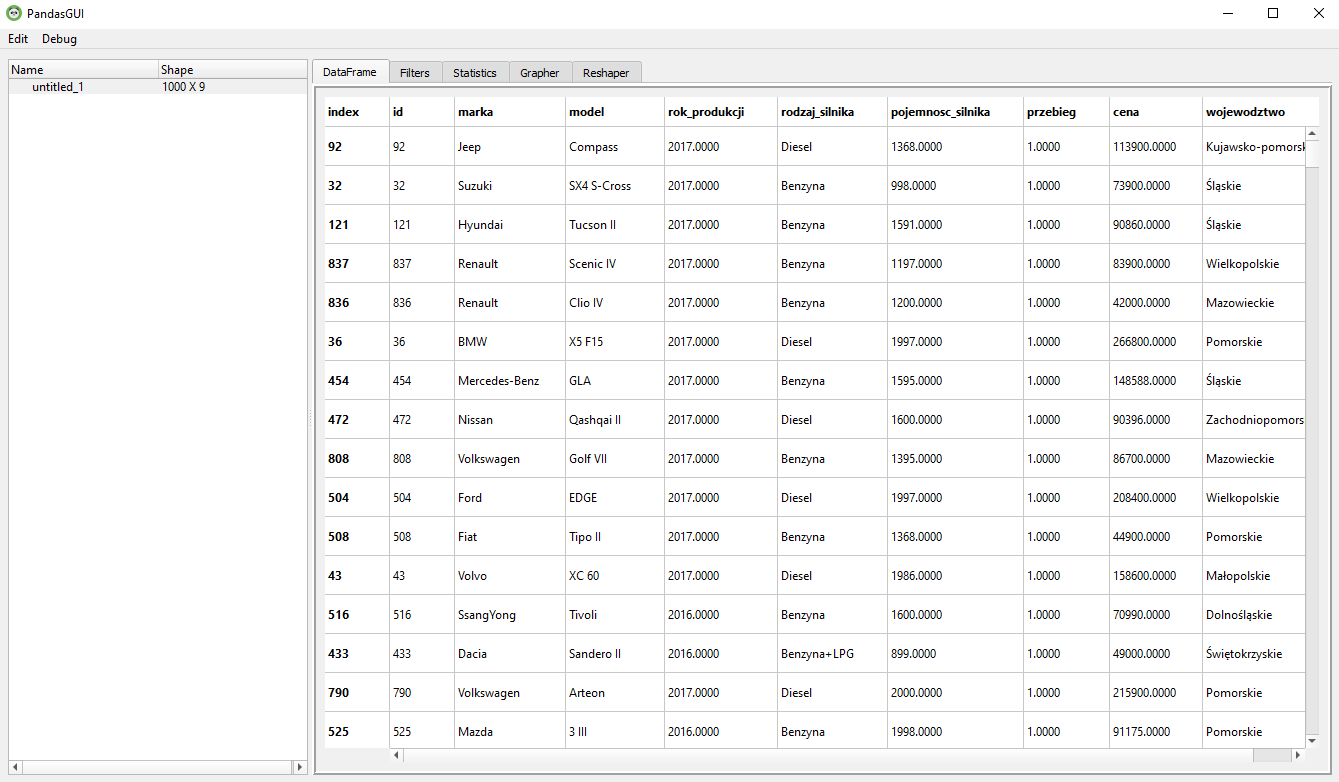 PandasGUI
Edit Debug
Name Shape
untitled_1 1000 X 9
DataFrame Filters Statistics Grapher Reshaper
index id marka model rok_produkcji rodzaj_silnika pojemnosc_silnika przebieg cena wojewodztwo
92 92 Jeep Compass 2017.0000 Diesel 1368.0000 1.0000 113900.0000 Kujawsko-pomorsk
32 32 Suzuki SX4 S-Cross 2017.0000 Benzyna 998.0000 1.0000 73900.0000 Śląskie
121 121 Hyundai Tucson II 2017.0000 Benzyna 1591.0000 1.0000 90860.0000 Śląskie
837 837 Renault Scenic IV 2017.0000 Benzyna 1197.0000 1.0000 83900.0000 Wielkopolskie
836 836 Renault Clio IV 2017.0000 Benzyna 1200.0000 1.0000 42000.0000 Mazowieckie
36 36 BMW X5 F15 2017.0000 Diesel 1997.0000 1.0000 266800.0000 Pomorskie
454 454 Mercedes-Benz GLA 2017.0000 Benzyna 1595.0000 1.0000 148588.0000 Śląskie
472 472 Nissan Qashqai II 2017.0000 Diesel 1600.0000 1.0000 90396.0000 Zachodniopomors
808 808 Volkswagen Golf VII 2017.0000 Benzyna 1395.0000 1.0000 86700.0000 Mazowieckie
504 504 Ford EDGE 2017.0000 Diesel 1997.0000 1.0000 208400.0000 Wielkopolskie
508 508 Fiat Tipo II 2017.0000 Benzyna 1368.0000 1.0000 44900.0000 Pomorskie
43 43 Volvo XC 60 2017.0000 Diesel 1986.0000 1.0000 158600.0000 Małopolskie
516 516 SsangYong Tivoli 2016.0000 Benzyna 1600.0000 1.0000 70990.0000 Dolnośląskie
433 433 Dacia Sandero II 2016.0000 Benzyna+LPG 899.0000 1.0000 49000.0000 Świętokrzyskie
790 790 Volkswagen Arteon 2017.0000 Diesel 2000.0000 1.0000 215900.0000 Pomorskie
525 525 Mazda 3 III 2016.0000 Benzyna 1998.0000 1.0000 91175.0000 Pomorskie